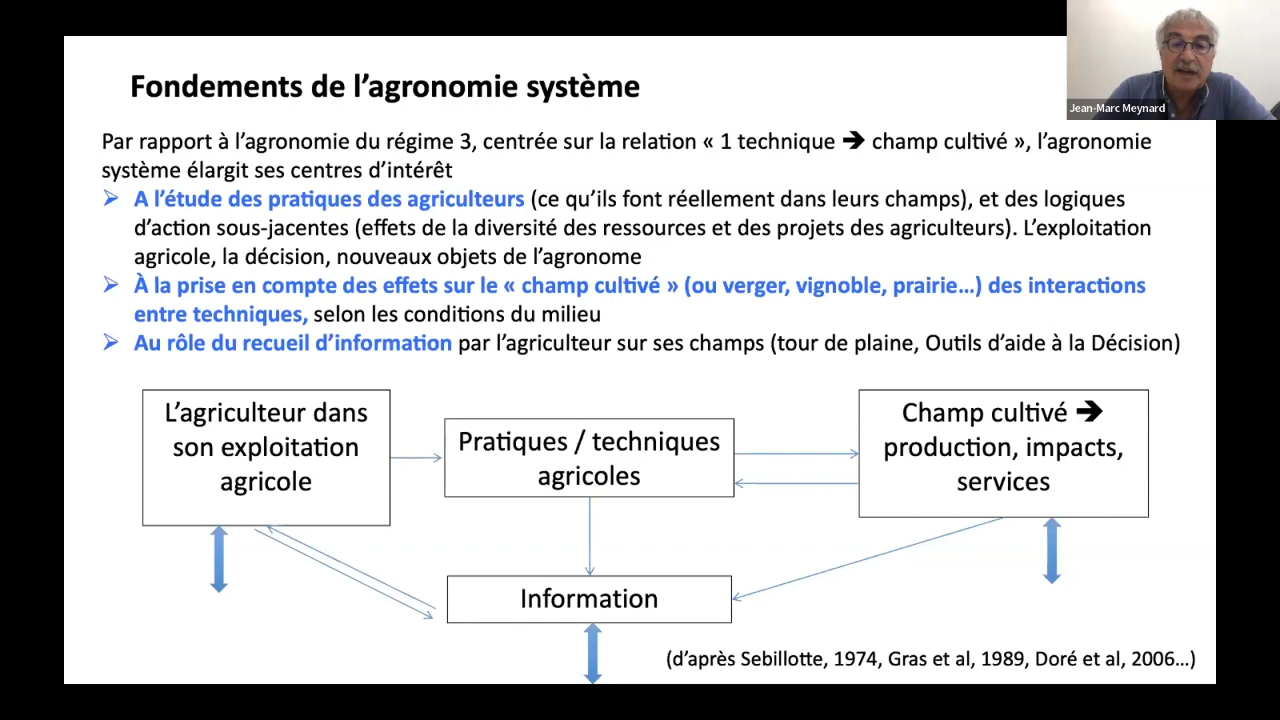 Fondements de l’agronomie système
Jean-Marc Meynard
Par rapport à l’agronomie du régime 3, centrée sur la relation « 1 technique ➔ champ cultivé », l’agronomie
système élargit ses centres d’intérêt
➢ A l’étude des pratiques des agriculteurs (ce qu’ils font réellement dans leurs champs), et des logiques
d’action sous-jacentes (effets de la diversité des ressources et des projets des agriculteurs). L’exploitation
agricole, la décision, nouveaux objets de l’agronome
➢ À la prise en compte des effets sur le « champ cultivé » (ou verger, vignoble, prairie…) des interactions
entre techniques, selon les conditions du milieu
➢ Au rôle du recueil d’information par l’agriculteur sur ses champs (tour de plaine, Outils d’aide à la Décision)
L’agriculteur dans
son exploitation
agricole
Pratiques / techniques
agricoles
Champ cultivé ➔
production, impacts,
services
Information
(d’après Sebillotte, 1974, Gras et al, 1989, Doré et al, 2006…)